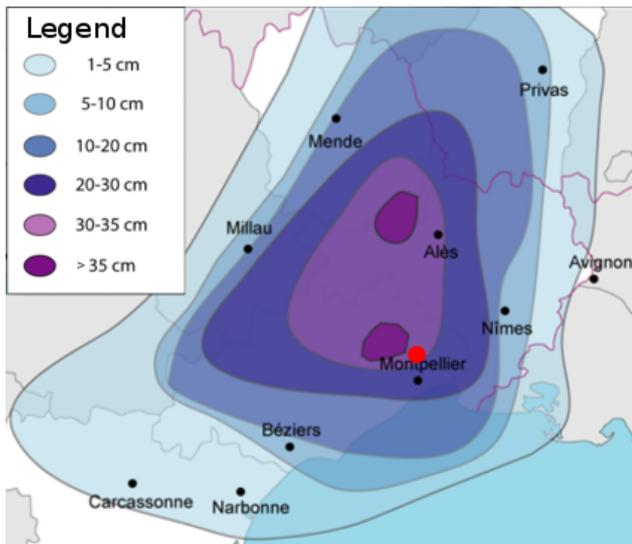 Legend
1-5 cm
5-10 cm
10-20 cm
20-30 cm
30-35 cm
> 35 cm
Privas
Mende
Millau
Alès
Avignon
Nîmes
Montpellier
Béziers
Carcassonne
Narbonne